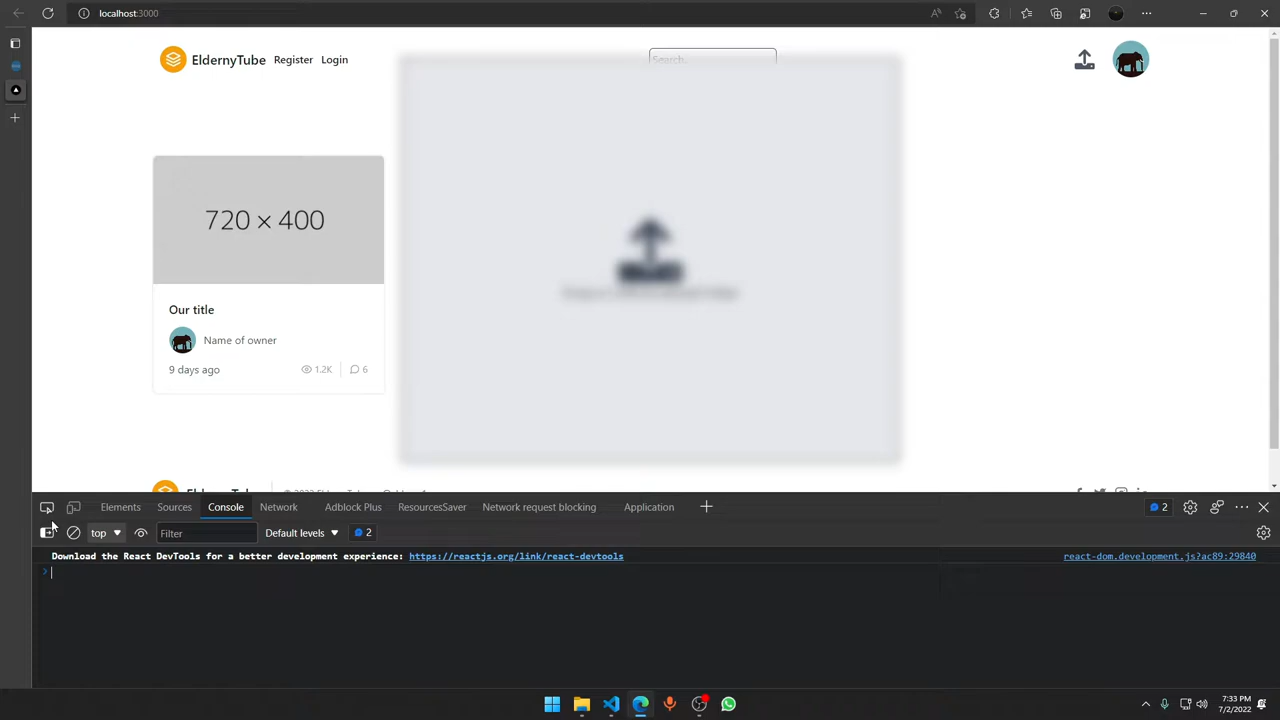 localhost:3000
EldernyTube Register Login
Search..
720 × 400
Our title
Name of owner
9 days ago 1.2K 6
Elements Sources Console Network Adblock Plus ResourcesSaver Network request blocking Application 2
top Filter Default levels 2
Download the React DevTools for a better development experience: https://reactjs.org/link/react-devtools react-dom.development.js?ac89:29840
7:33 PM
7/2/2022